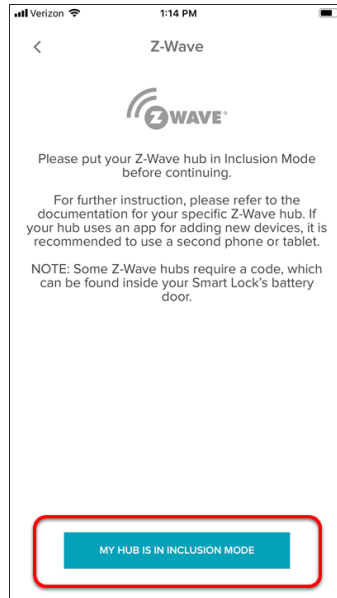 Verizon 1:14 PM
Z-Wave
Z WAVE®
Please put your Z-Wave hub in Inclusion Mode
before continuing.
For further instruction, please refer to the
documentation for your specific Z-Wave hub. If
your hub uses an app for adding new devices, it is
recommended to use a second phone or tablet.
NOTE: Some Z-Wave hubs require a code, which
can be found inside your Smart Lock's battery
door.
MY HUB IS IN INCLUSION MODE